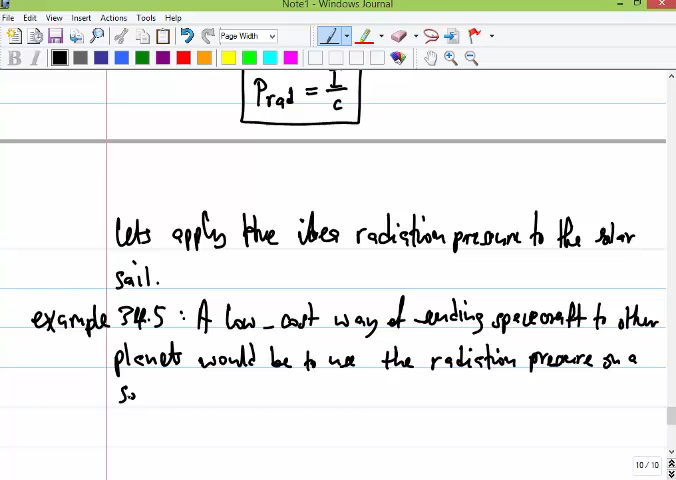 Note1 - Windows Journal
File Edit View Insert Actions Tools Help
Page Width
B I
Prad = I/c
Lets apply the idea radiation pressure to the solar
sail.
example 34.5 : A low-cost way of sending spacecraft to other
planets would be to use the radiation pressure on a
so
10 / 10